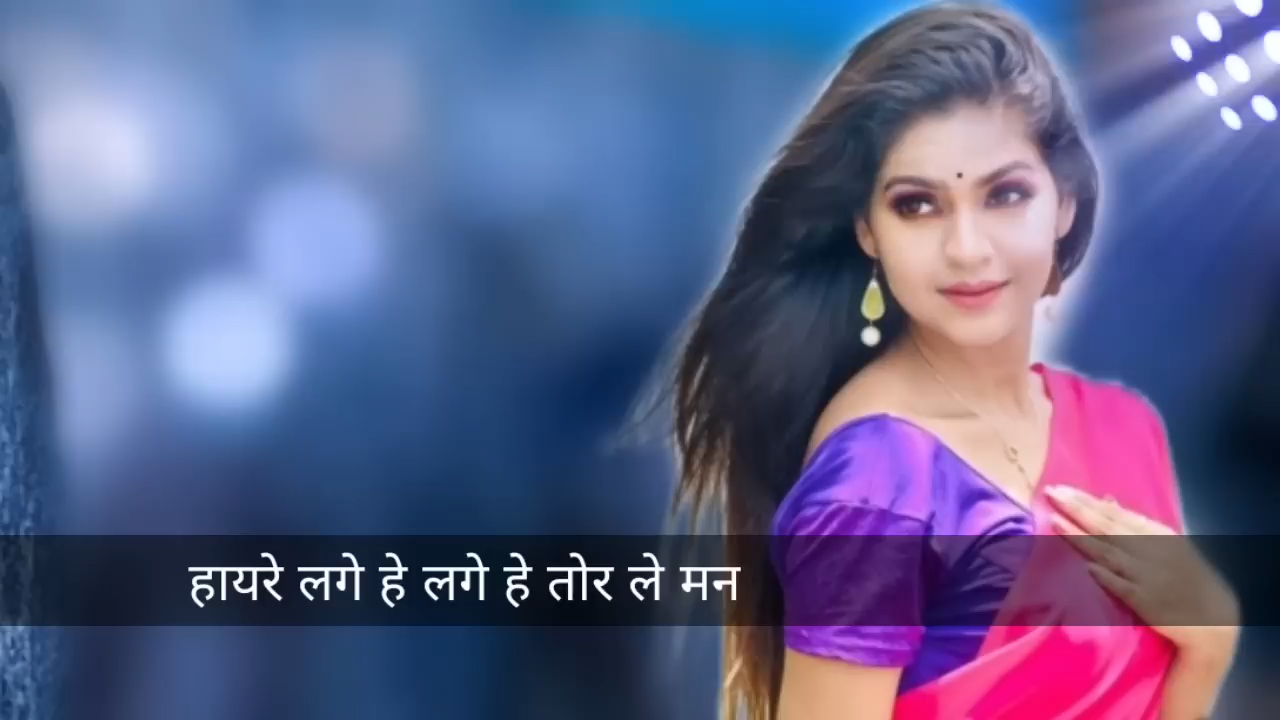 हायरे लगे हे लगे हे तोर ले मन